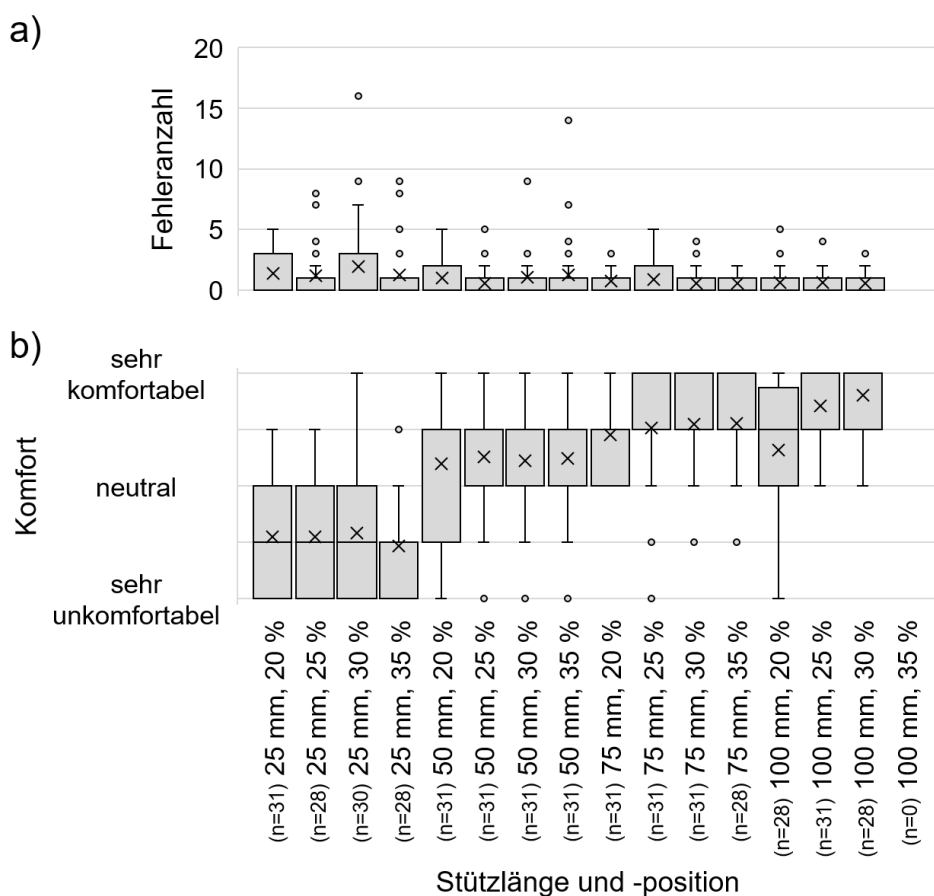 a)
20
15
10
5
0
Fehleranzahl
b)
sehr
komfortabel
neutral
sehr
unkomfortabel
Komfort
(n=31) 25 mm, 20 %
(n=28) 25 mm, 25 %
(n=30) 25 mm, 30 %
(n=28) 25 mm, 35 %
(n=31) 50 mm, 20 %
(n=31) 50 mm, 25 %
(n=31) 50 mm, 30 %
(n=31) 50 mm, 35 %
(n=31) 75 mm, 20 %
(n=31) 75 mm, 25 %
(n=31) 75 mm, 30 %
(n=28) 75 mm, 35 %
(n=28) 100 mm, 20 %
(n=31) 100 mm, 25 %
(n=28) 100 mm, 30 %
(n=0) 100 mm, 35 %
Stützlänge und -position